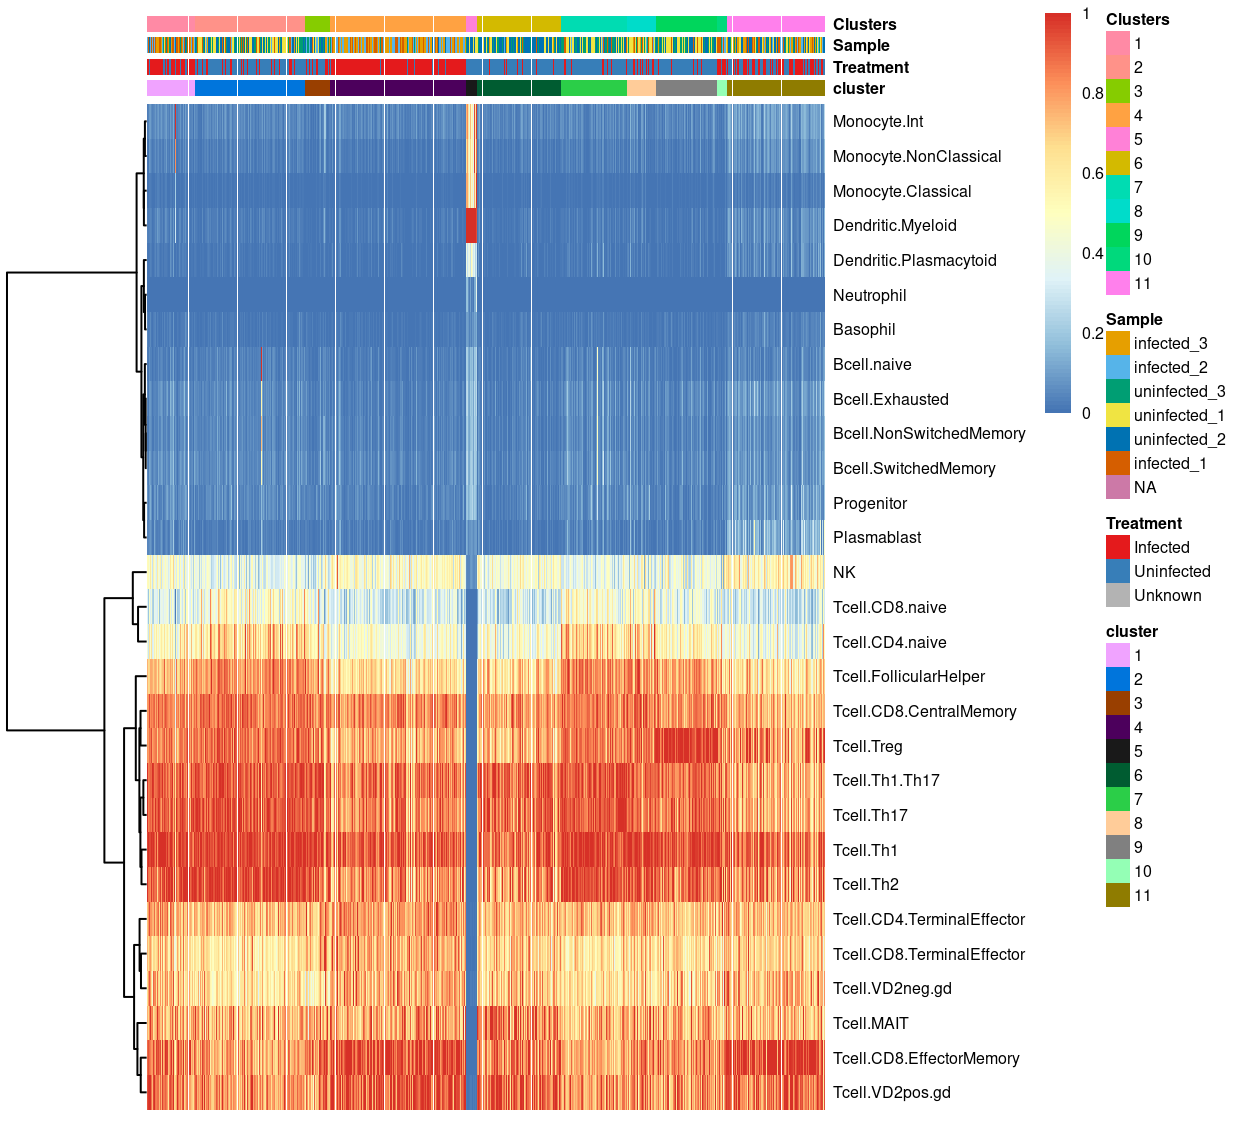 Clusters
Sample
Treatment
cluster
Monocyte.Int
Monocyte.NonClassical
Monocyte.Classical
Dendritic.Myeloid
Dendritic.Plasmacytoid
Neutrophil
Basophil
Bcell.naive
Bcell.Exhausted
Bcell.NonSwitchedMemory
Bcell.SwitchedMemory
Progenitor
Plasmablast
NK
Tcell.CD8.naive
Tcell.CD4.naive
Tcell.FollicularHelper
Tcell.CD8.CentralMemory
Tcell.Treg
Tcell.Th1.Th17
Tcell.Th17
Tcell.Th1
Tcell.Th2
Tcell.CD4.TerminalEffector
Tcell.CD8.TerminalEffector
Tcell.VD2neg.gd
Tcell.MAIT
Tcell.CD8.EffectorMemory
Tcell.VD2pos.gd
1
0.8
0.6
0.4
0.2
0
Clusters
1
2
3
4
5
6
7
8
9
10
11
Sample
infected_3
infected_2
uninfected_3
uninfected_1
uninfected_2
infected_1
NA
Treatment
Infected
Uninfected
Unknown
cluster
1
2
3
4
5
6
7
8
9
10
11